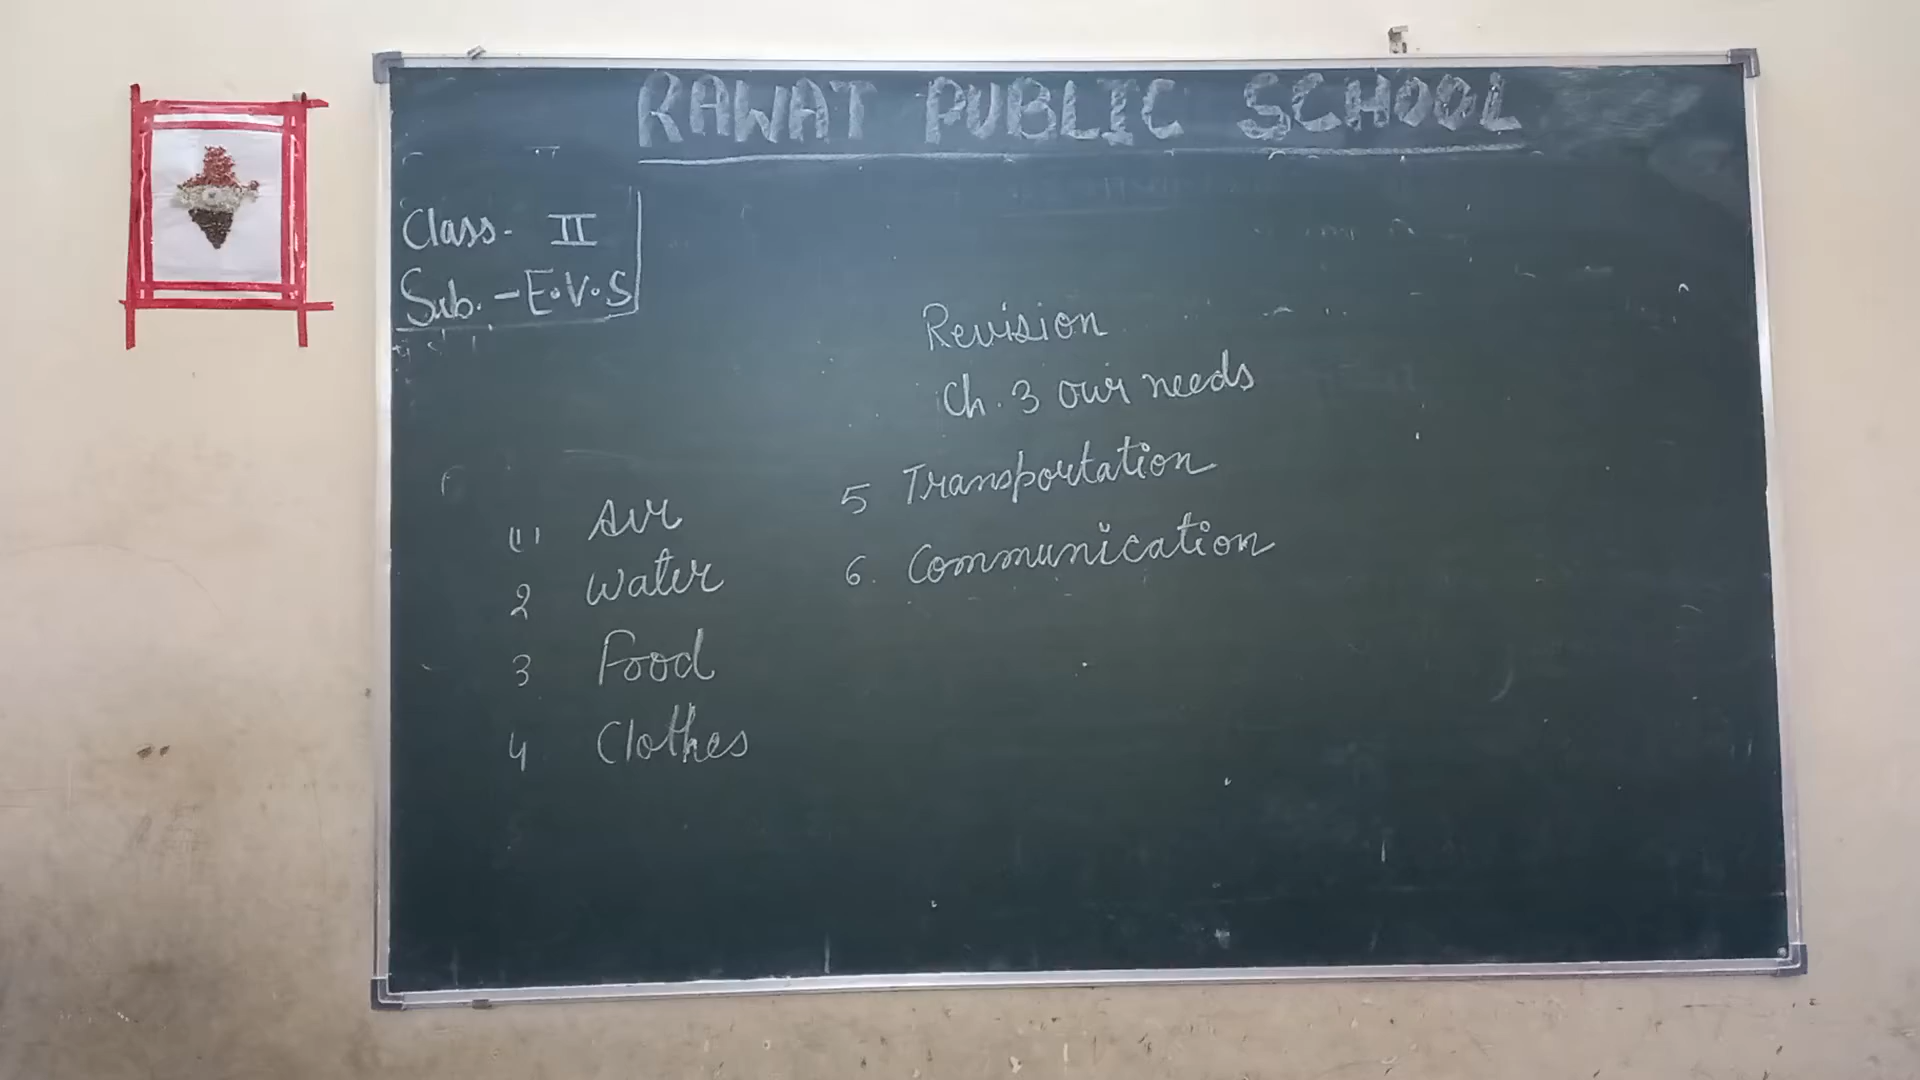 RAWAT PUBLIC SCHOOL
Class- II
Sub. - E.V.S
Revision
Ch. 3 our needs
(1) Air
2 Water
3 Food
4 Clothes
5 Transportation
6. Communication